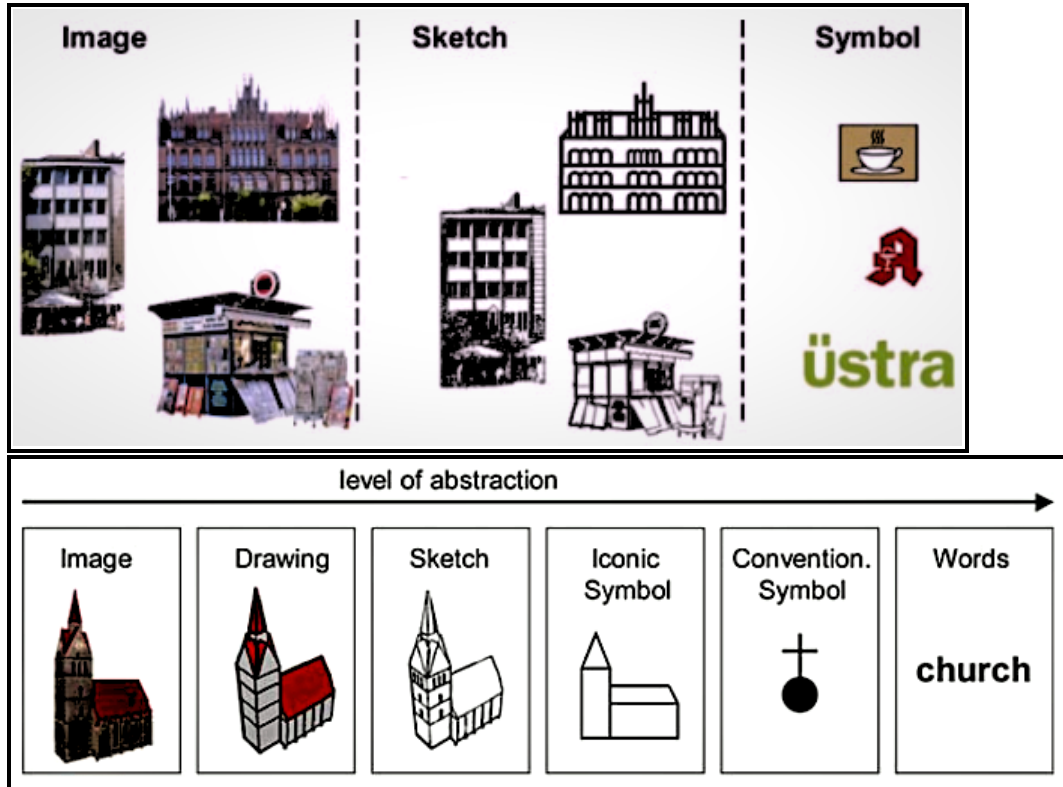 Image
Sketch
Symbol
A
üstra
level of abstraction
Image
Drawing
Sketch
Iconic
Symbol
Convention.
Symbol
Words
church